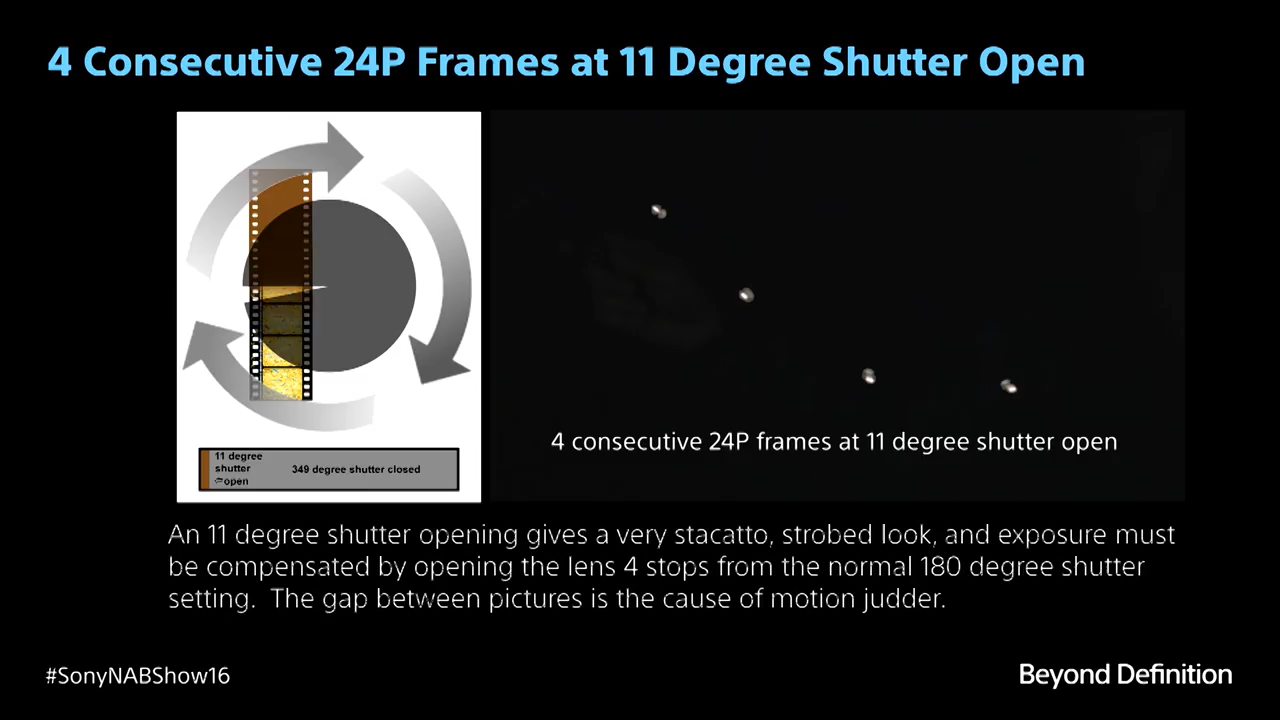 4 Consecutive 24P Frames at 11 Degree Shutter Open
11 degree
shutter
open
349 degree shutter closed
4 consecutive 24P frames at 11 degree shutter open
An 11 degree shutter opening gives a very stacatto, strobed look, and exposure must
be compensated by opening the lens 4 stops from the normal 180 degree shutter
setting.  The gap between pictures is the cause of motion judder.
#SonyNABShow16
Beyond Definition